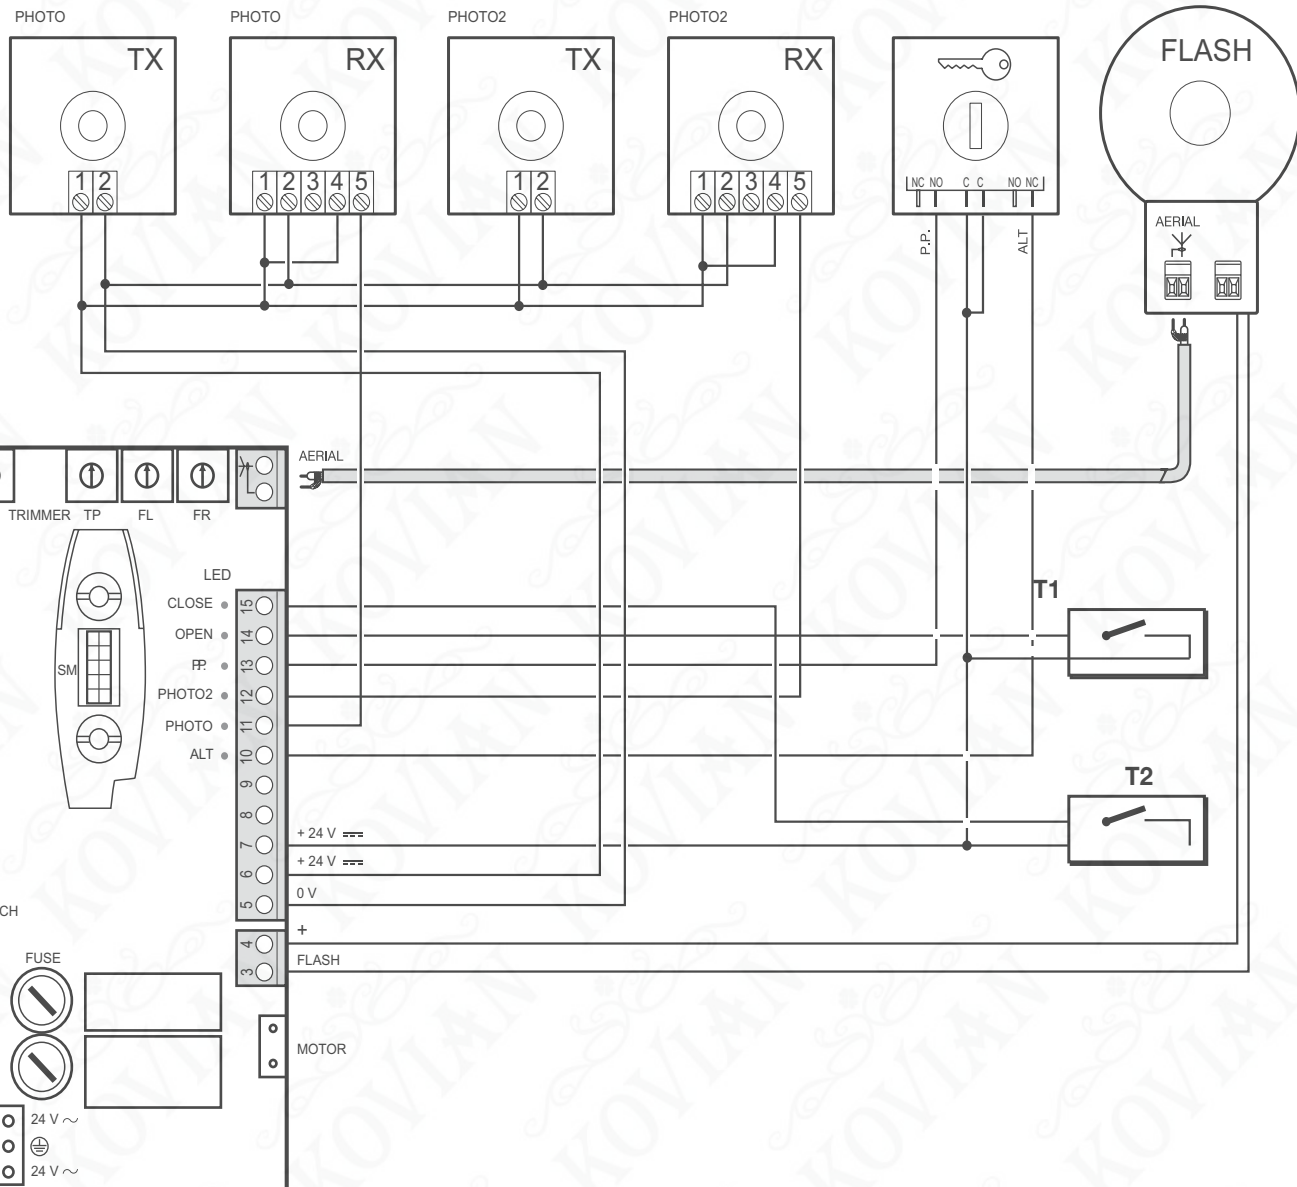 PHOTO PHOTO PHOTO2 PHOTO2
TX RX TX RX FLASH
1 2 1 2 3 4 5 1 2 1 2 3 4 5
NC NO C C NO NC
P.P. ALT
AERIAL
AERIAL
TRIMMER TP FL FR
LED
CLOSE 15
OPEN 14
P.P. 13
PHOTO2 12
PHOTO 11
ALT 10
9
8
7 + 24 V
6 + 24 V
5 0 V
4 +
3 FLASH
SM
T1
T2
CH
FUSE
MOTOR
24 V ~
24 V ~
KOVIAN